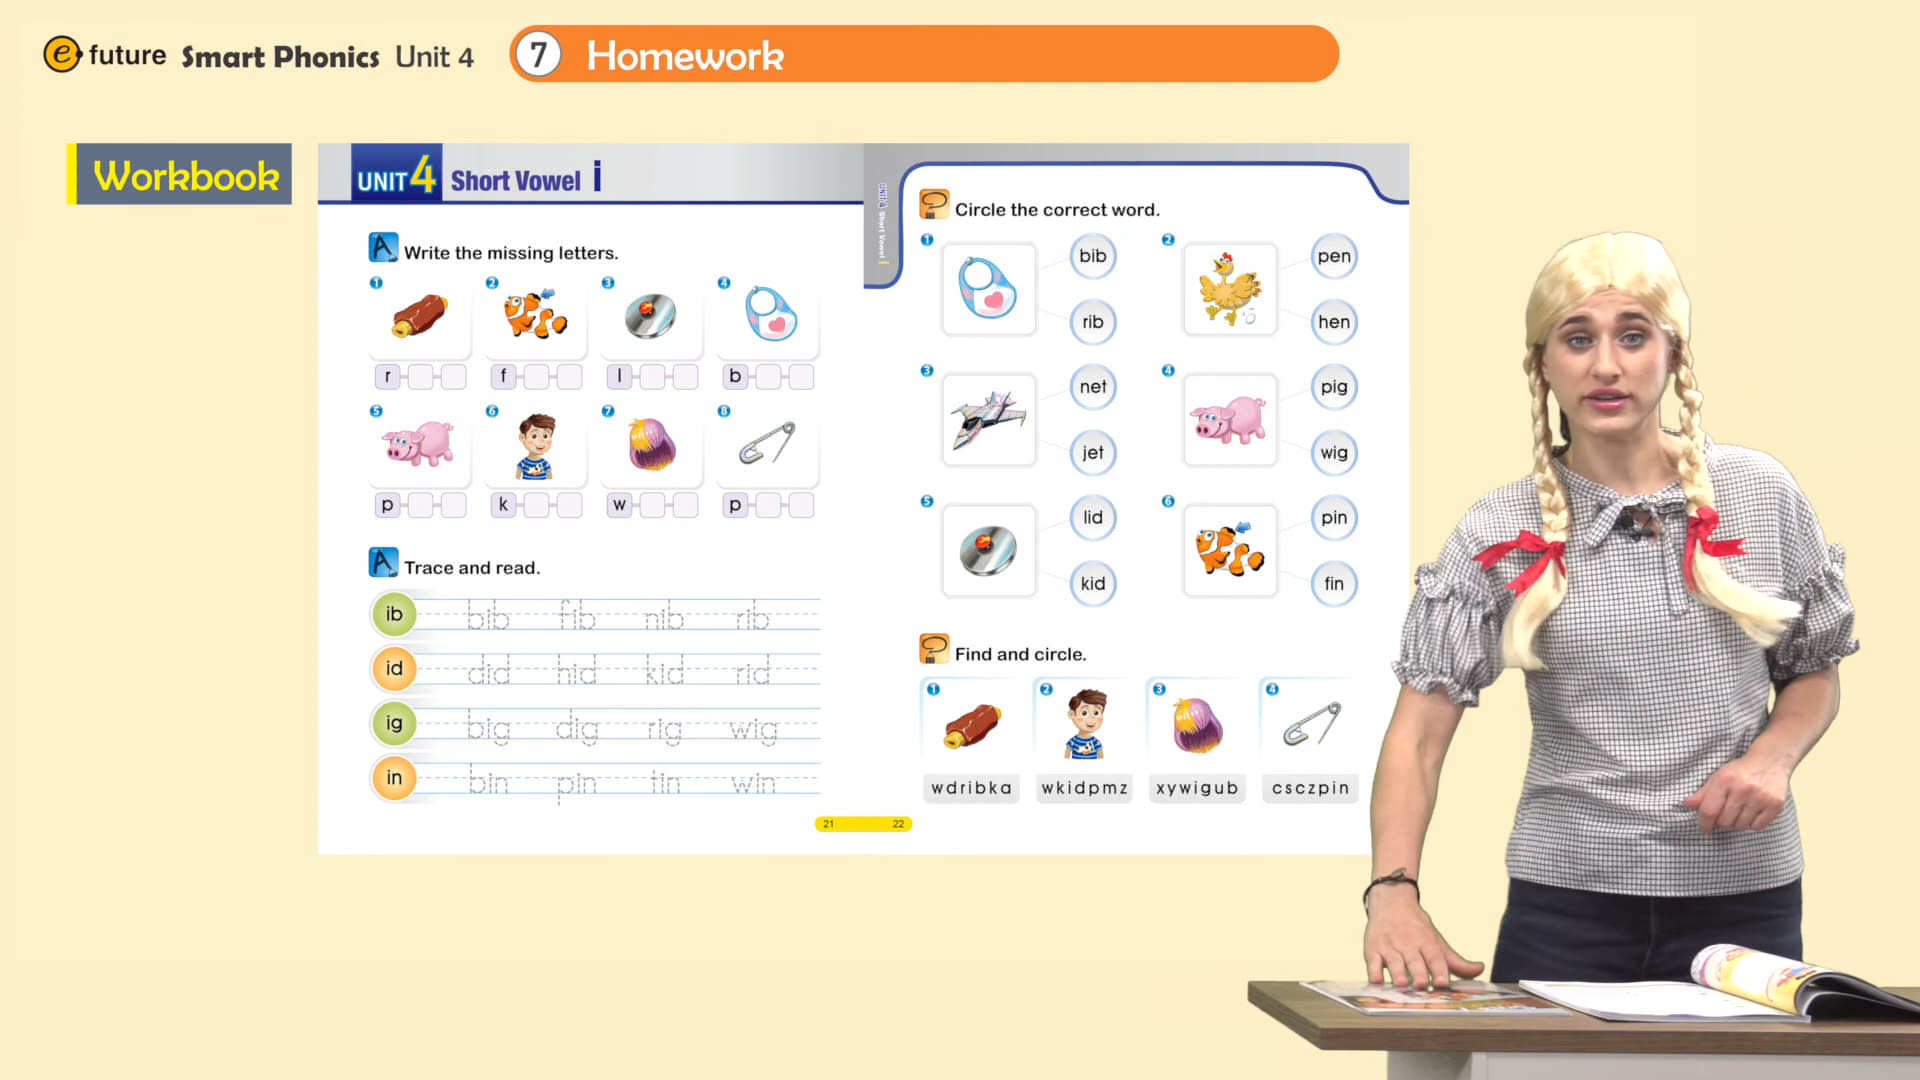 e future Smart Phonics Unit 4
7 Homework
Workbook
UNIT 4 Short Vowel i
A Write the missing letters.
1 2 3 4
r f l b
5 6 7 8
p k w p
A Trace and read.
ib bib fib nib rib
id did hid kid rid
ig big dig rig wig
in bin pin tin win
21
UNIT 4 Short Vowel i
Circle the correct word.
1 bib rib
2 pen hen
3 net jet
4 pig wig
5 lid kid
6 pin fin
Find and circle.
1 2 3 4
wdribka wkidpmz xywigub csczpin
22